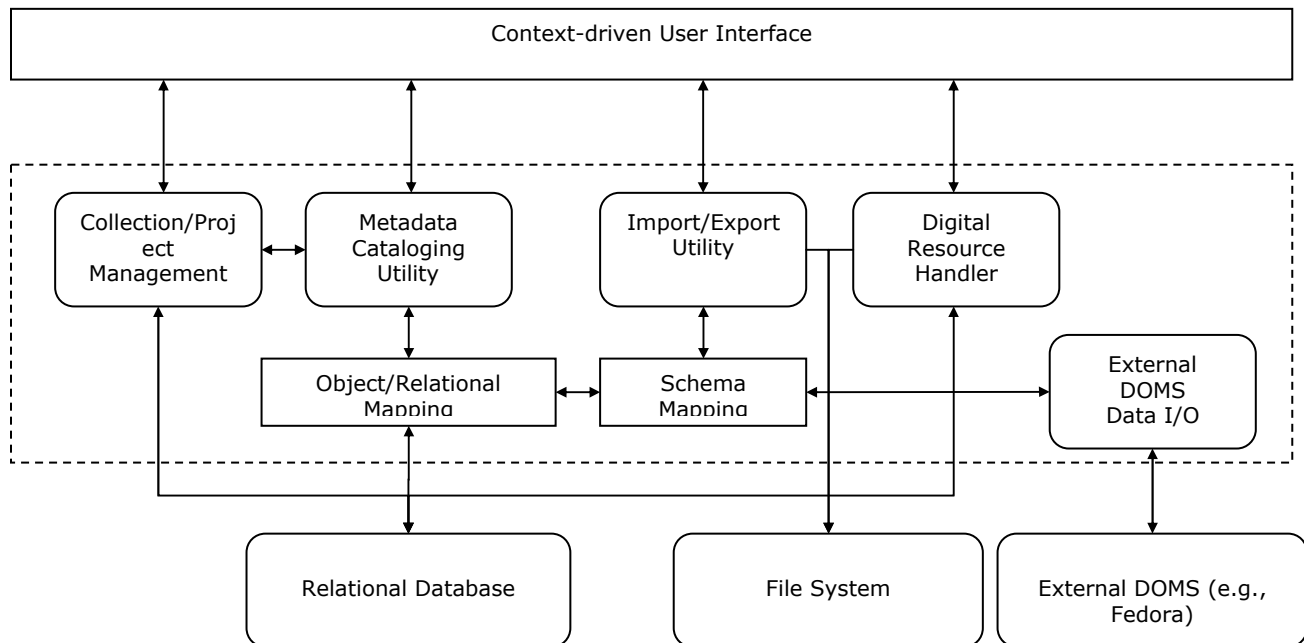 Context-driven User Interface
Collection/Proj
ect
Management
Metadata
Cataloging
Utility
Import/Export
Utility
Digital
Resource
Handler
Object/Relational
Mapping
Schema
Mapping
External
DOMS
Data I/O
Relational Database
File System
External DOMS (e.g.,
Fedora)